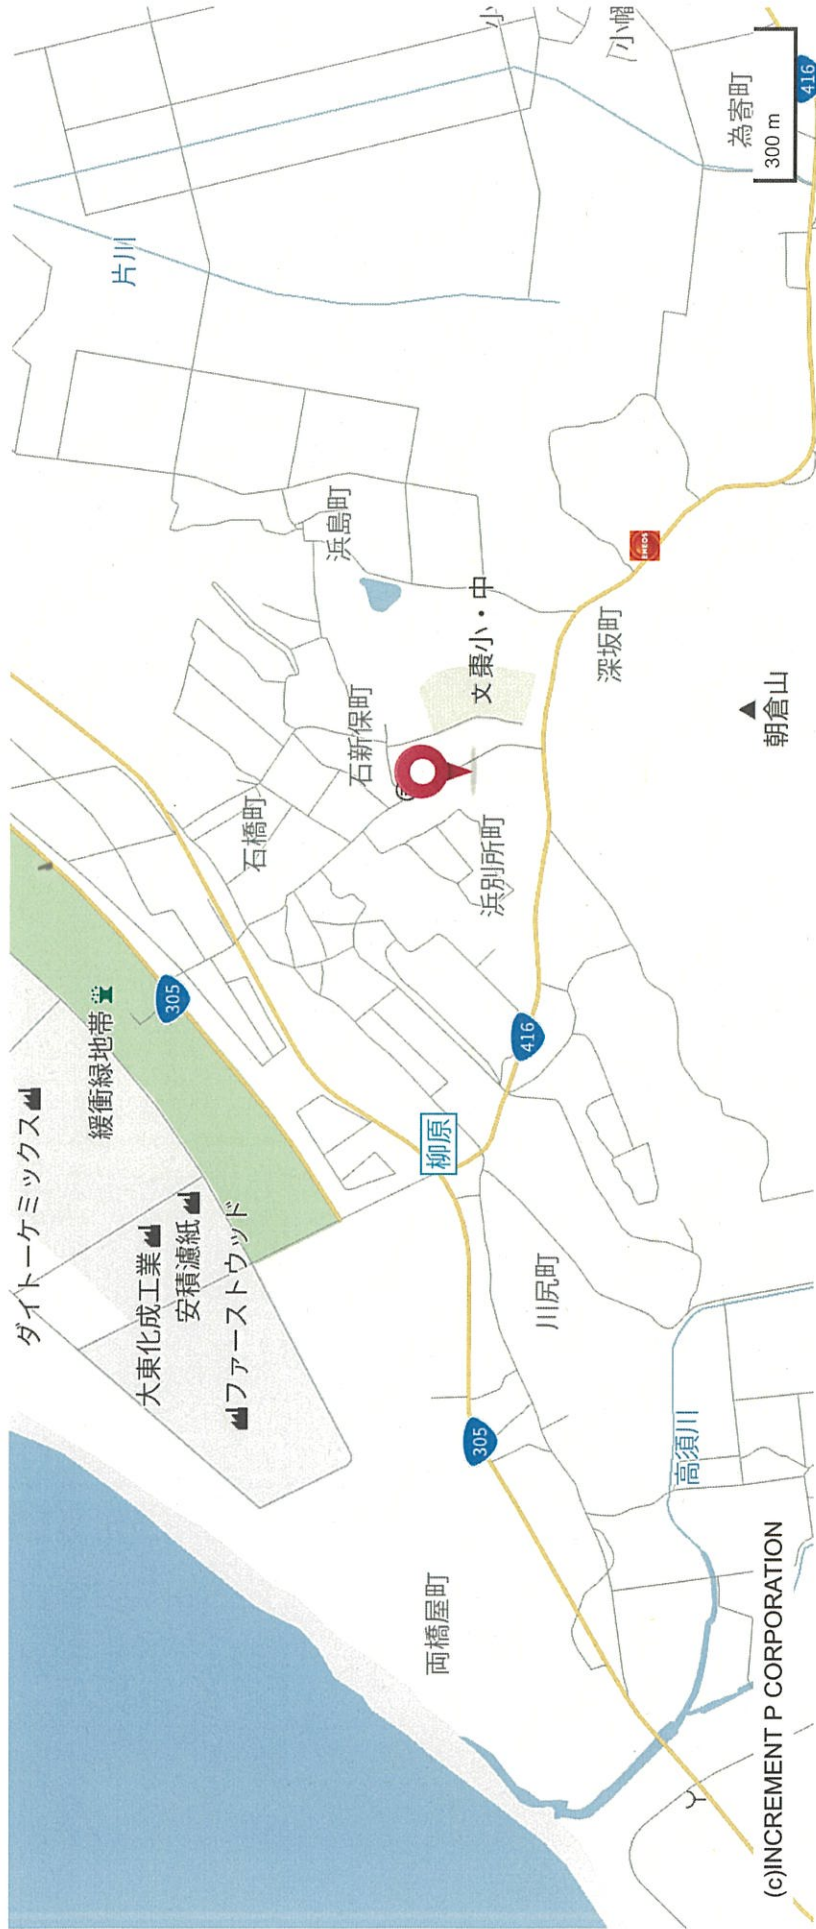 ダイトーケミックス
緩衝緑地帯
片川
大東化成工業
305
安積濾紙
ファーストウッド
石橋町
浜島町
石新保町
両橋屋町
柳原
305
文 棗小・中
浜別所町
416
川尻町
深坂町
ENEOS
高須川
為寄町
朝倉山
300 m
(c)INCREMENT P CORPORATION
416